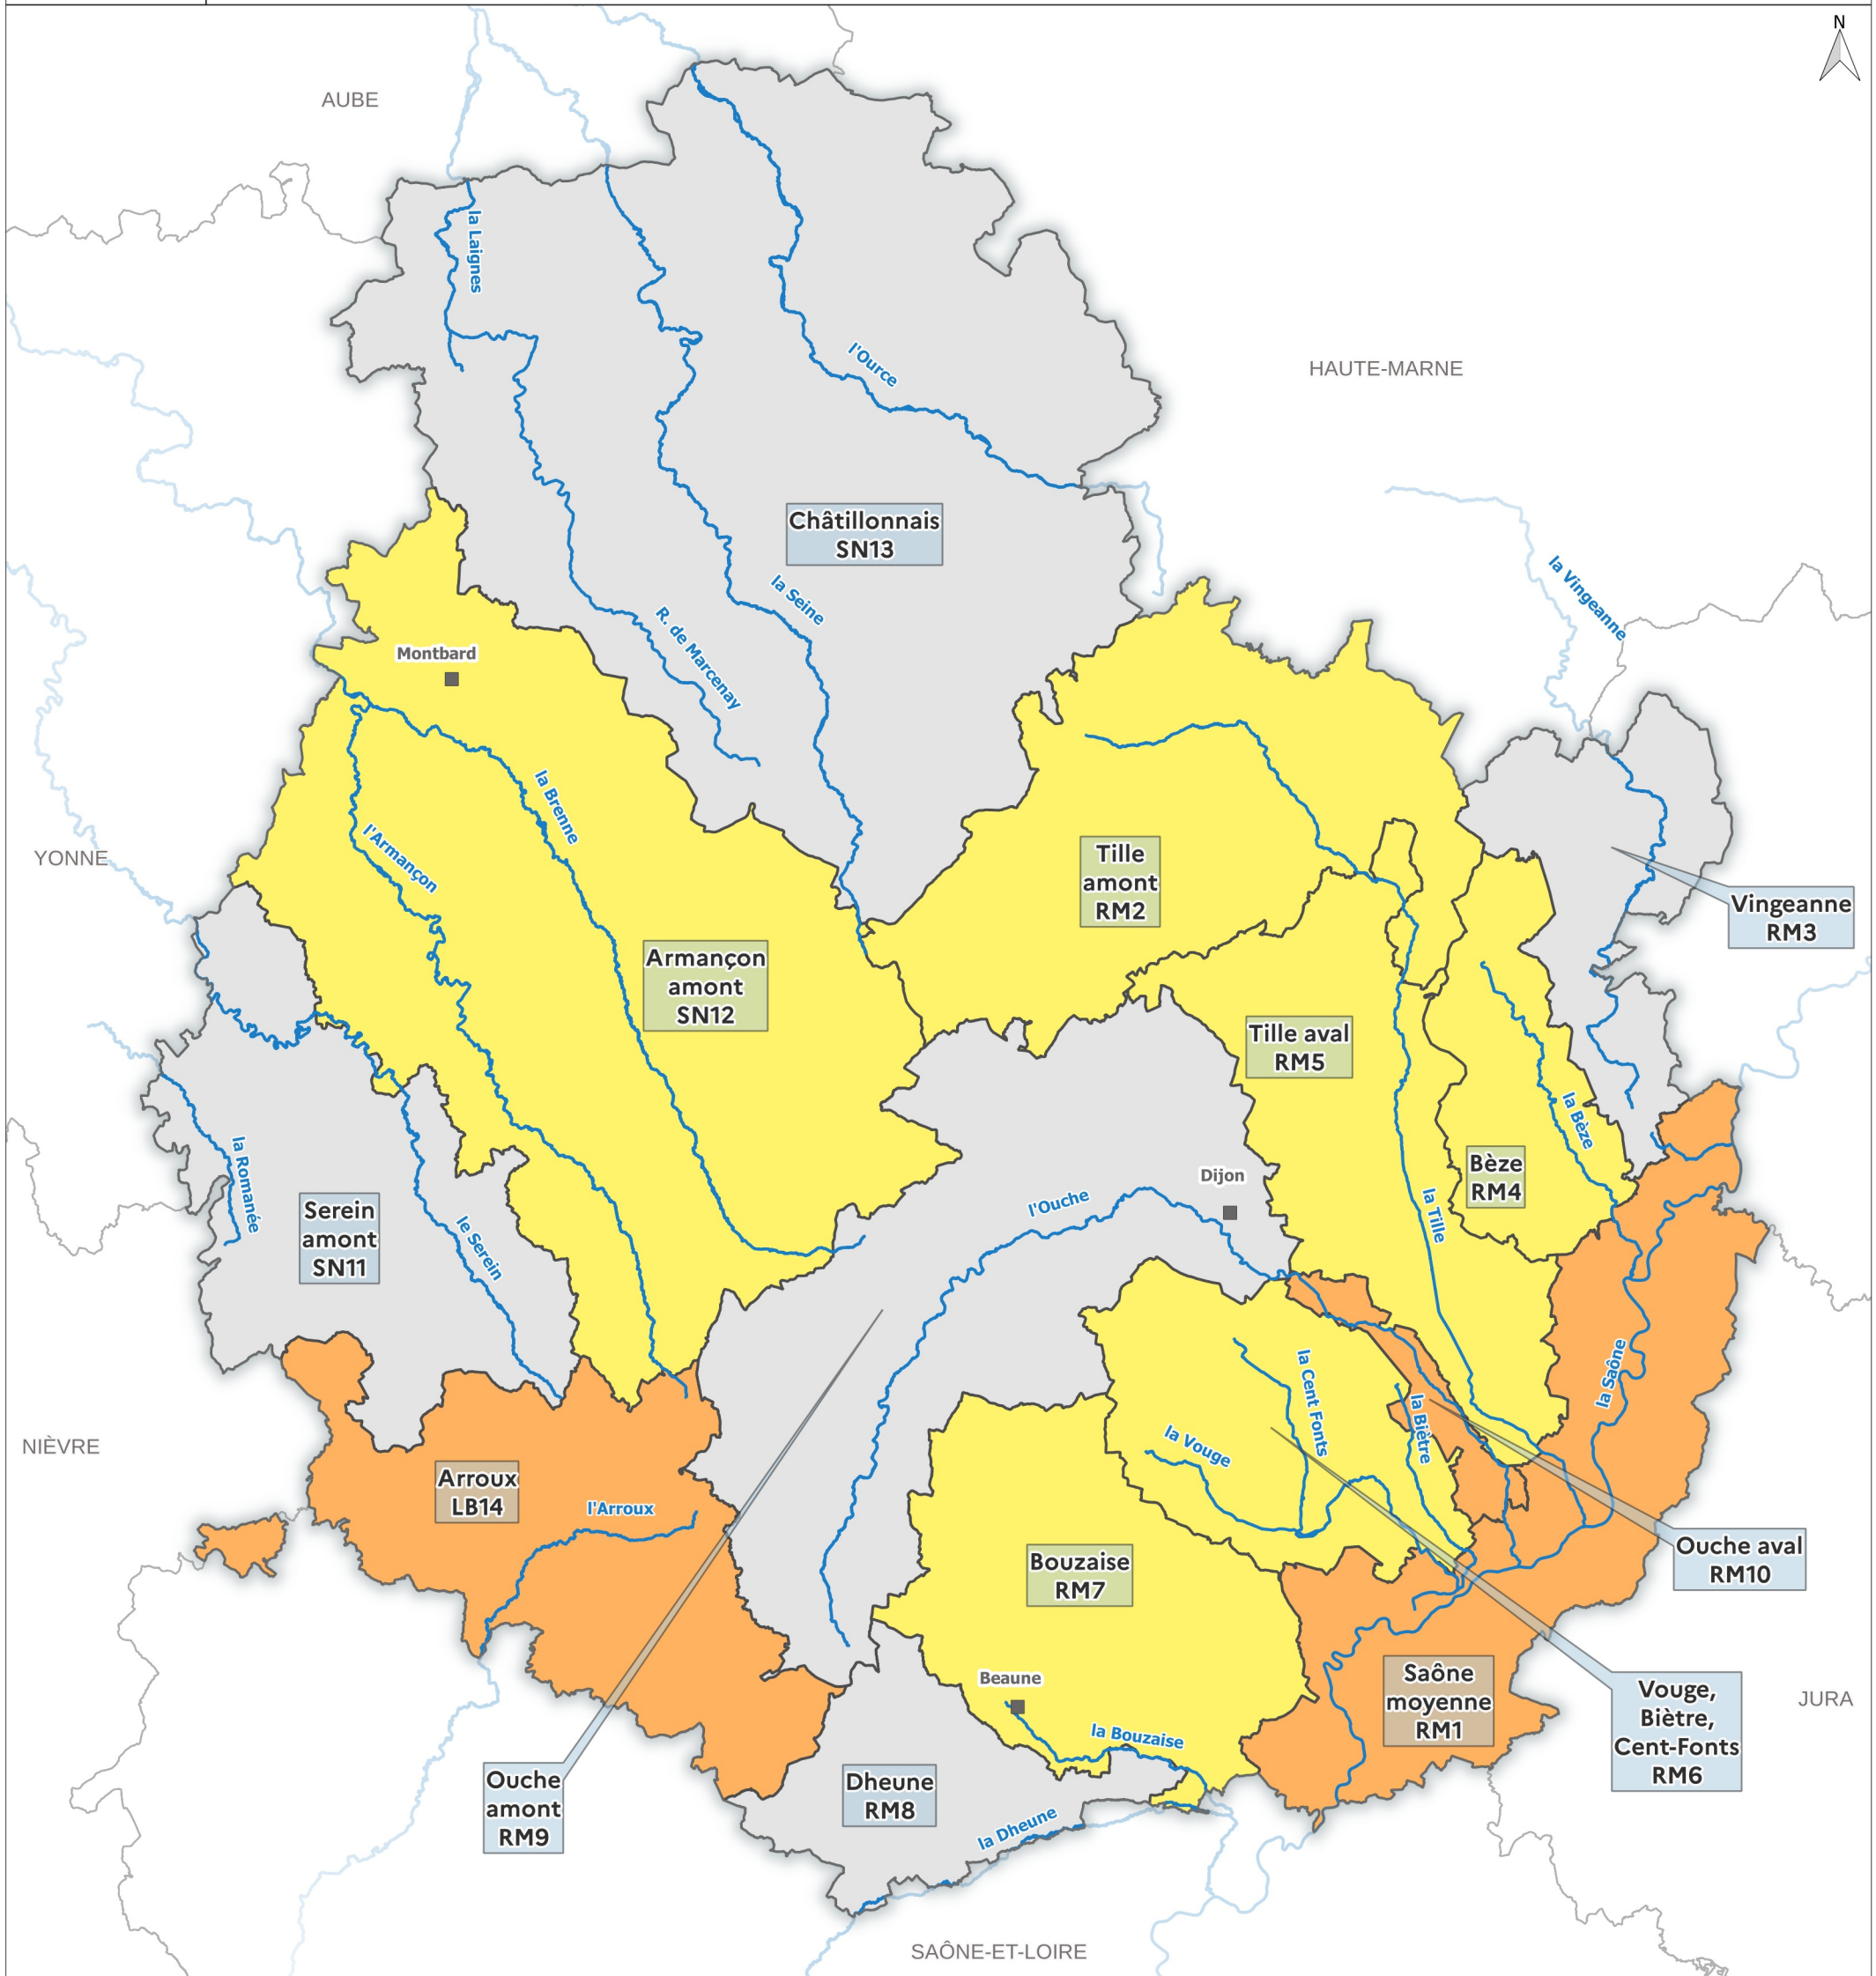 N
AUBE
la Laignes
l'Ource
HAUTE-MARNE
Châtillonnais
SN13
la Seine
la Vingeanne
R. de Marcenay
Montbard
la Brenne
l'Armançon
YONNE
Tille
amont
RM2
Vingeanne
RM3
Armançon
amont
SN12
Tille aval
RM5
la Bèze
Bèze
RM4
la Romanée
Serein
amont
SN11
le Serein
l'Ouche
Dijon
la Tille
la Saône
la Cent Fonts
la Biètre
la Vouge
NIÈVRE
Arroux
LB14
l'Arroux
Bouzaise
RM7
Ouche aval
RM10
Beaune
la Bouzaise
Saône
moyenne
RM1
Vouge,
Biètre,
Cent-Fonts
RM6
JURA
Ouche
amont
RM9
Dheune
RM8
la Dheune
SAÔNE-ET-LOIRE